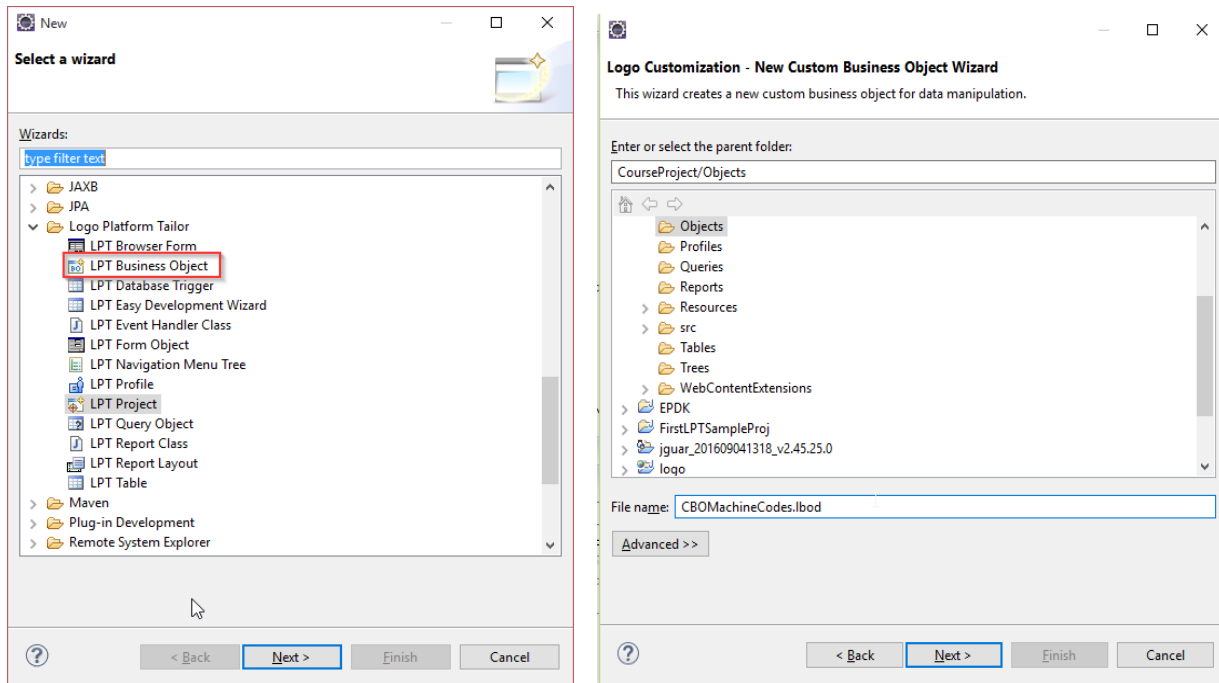 New
Select a wizard
Wizards:
type filter text
JAXB
JPA
Logo Platform Tailor
LPT Browser Form
LPT Business Object
LPT Database Trigger
LPT Easy Development Wizard
LPT Event Handler Class
LPT Form Object
LPT Navigation Menu Tree
LPT Profile
LPT Project
LPT Query Object
LPT Report Class
LPT Report Layout
LPT Table
Maven
Plug-in Development
Remote System Explorer
< Back
Next >
Finish
Cancel
Logo Customization - New Custom Business Object Wizard
This wizard creates a new custom business object for data manipulation.
Enter or select the parent folder:
CourseProject/Objects
Objects
Profiles
Queries
Reports
Resources
src
Tables
Trees
WebContentExtensions
EPDK
FirstLPTSampleProj
jguar_201609041318_v2.45.25.0
logo
File name: CBOMachineCodes.lbod
Advanced >>
< Back
Next >
Finish
Cancel